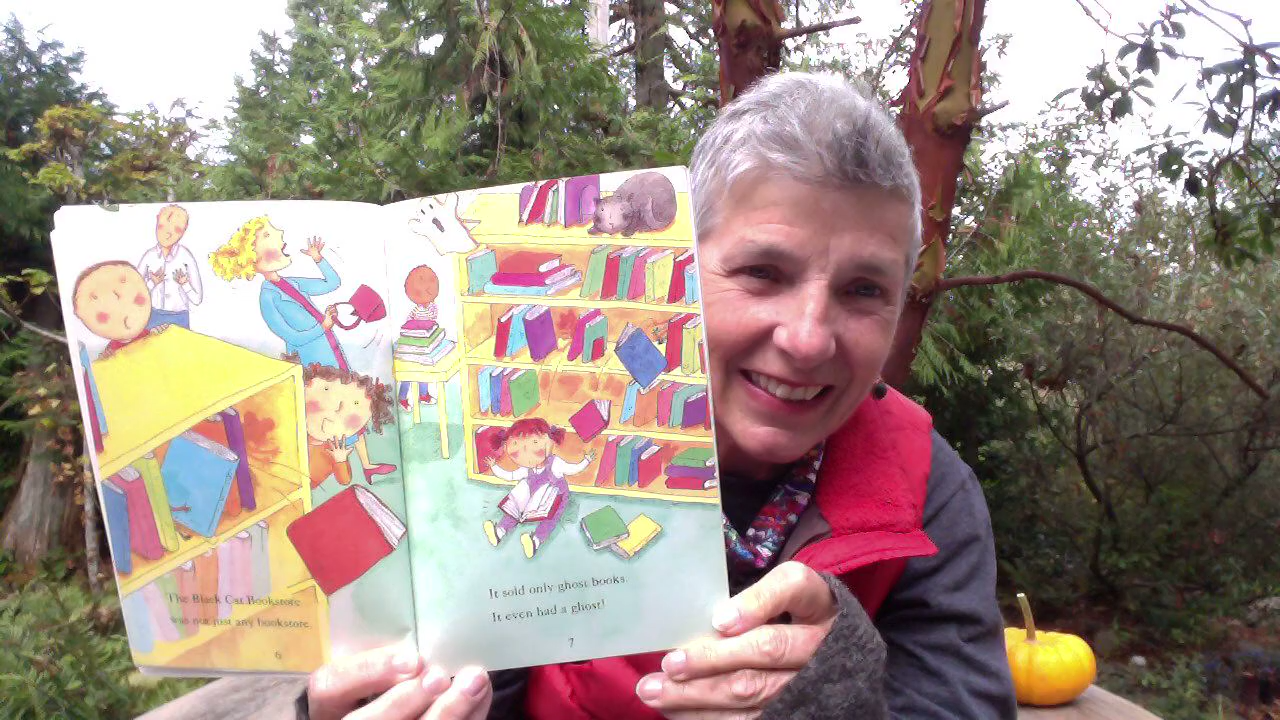 The Black Cat Bookstore
was not just any bookstore.
6
It sold only ghost books.
It even had a ghost!
7